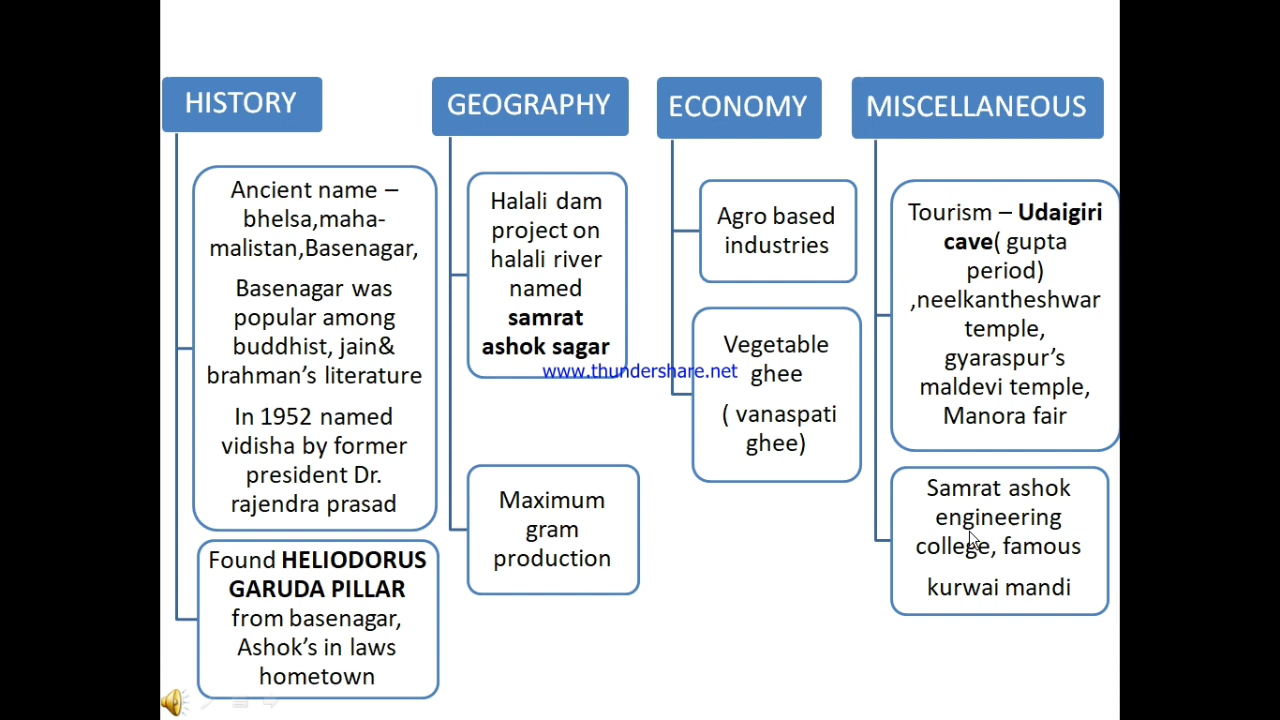 HISTORY
Ancient name –
bhelsa,maha-
malistan,Basenagar,
Basenagar was
popular among
buddhist, jain&
brahman’s literature
In 1952 named
vidisha by former
president Dr.
rajendra prasad
Found HELIODORUS
GARUDA PILLAR
from basenagar,
Ashok’s in laws
hometown
GEOGRAPHY
Halali dam
project on
halali river
named
samrat
ashok sagar
Maximum
gram
production
ECONOMY
Agro based
industries
Vegetable
ghee
( vanaspati
ghee)
MISCELLANEOUS
Tourism – Udaigiri
cave( gupta
period)
,neelkantheshwar
temple,
gyaraspur’s
maldevi temple,
Manora fair
Samrat ashok
engineering
college, famous
kurwai mandi
www.thundershare.net